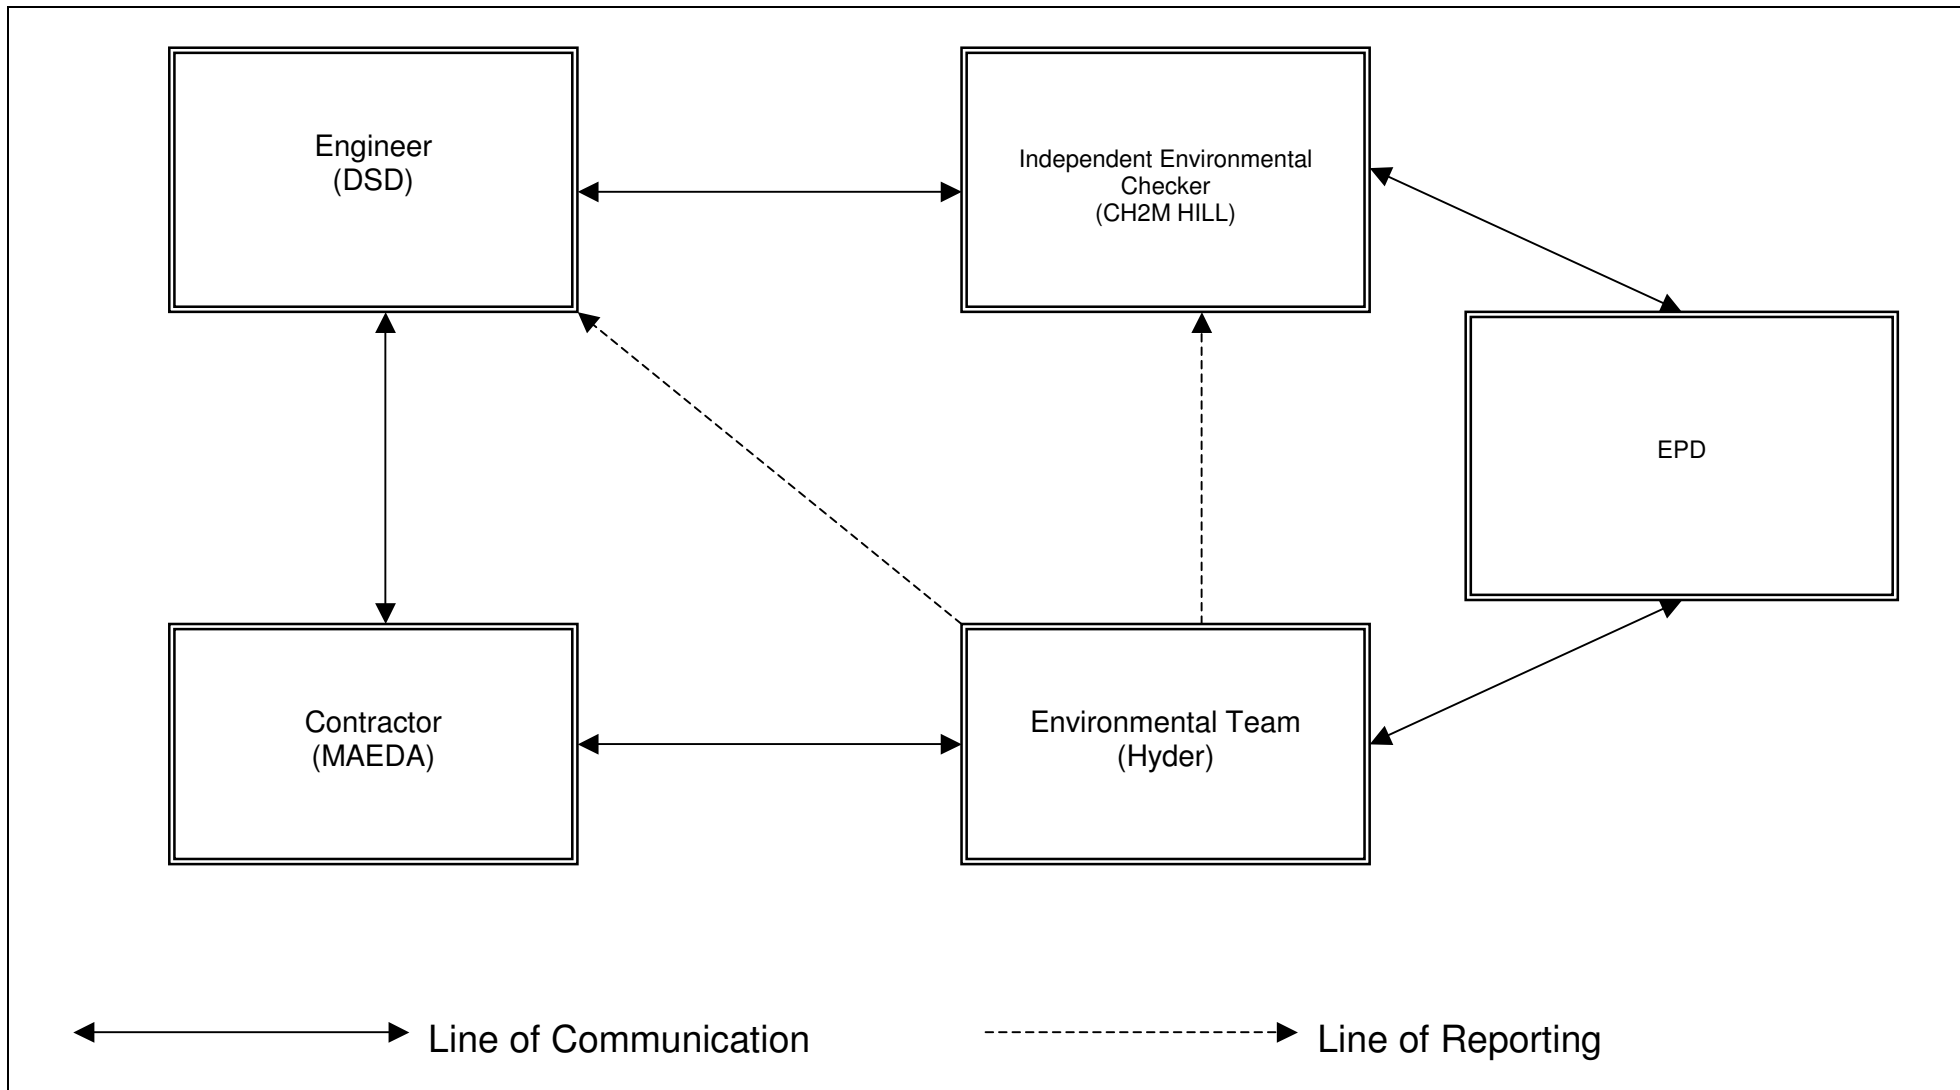 Engineer
(DSD)
Independent Environmental
Checker
(CH2M HILL)
EPD
Contractor
(MAEDA)
Environmental Team
(Hyder)
Line of Communication
Line of Reporting